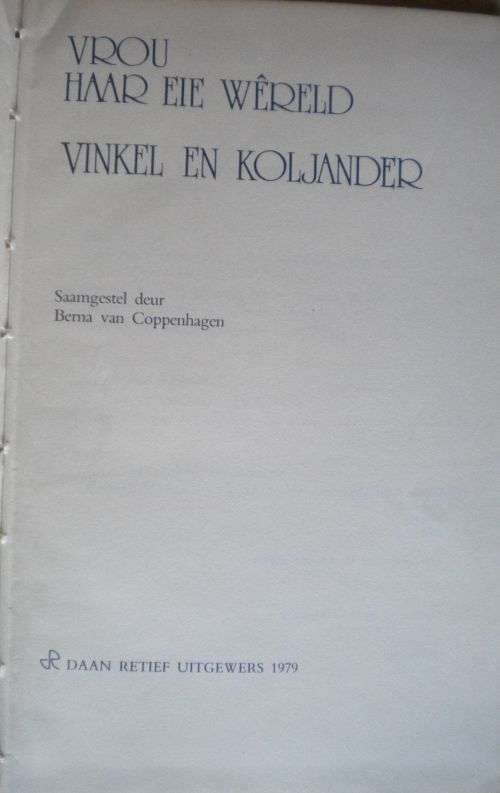 VROU
HAAR EIE WÊRELD
VINKEL EN KOLJANDER
Saamgestel deur
Berna van Coppenhagen
DAAN RETIEF UITGEWERS 1979